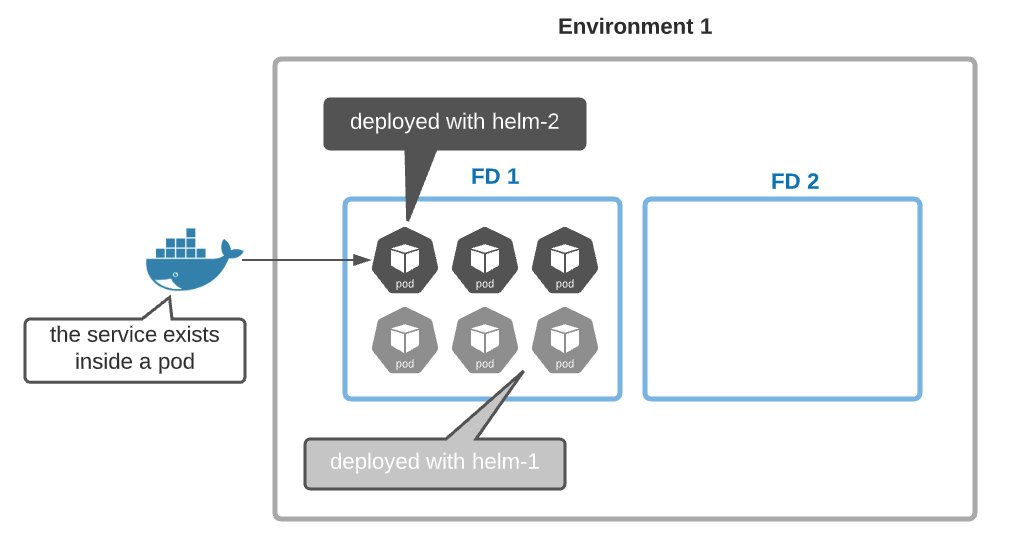 Environment 1
deployed with helm-2
FD 1
FD 2
pod
pod
pod
the service exists
inside a pod
pod
pod
pod
deployed with helm-1